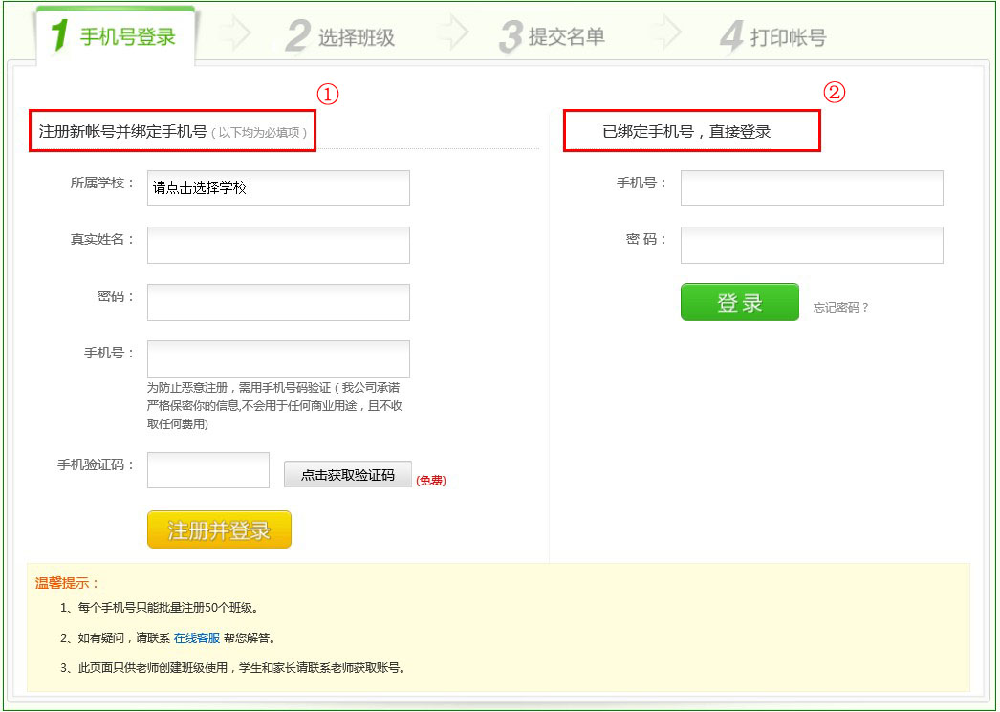 1 手机号登录
2 选择班级
3 提交名单
4 打印帐号
①
注册新帐号并绑定手机号（以下均为必填项）
所属学校：
请点击选择学校
真实姓名：
密码：
手机号：
为防止恶意注册，需用手机号码验证（我公司承诺
严格保密你的信息,不会用于任何商业用途，且不收
取任何费用)
手机验证码：
点击获取验证码
(免费)
注册并登录
②
已绑定手机号，直接登录
手机号：
密 码：
登 录
忘记密码？
温馨提示：
1、每个手机号只能批量注册50个班级。
2、如有疑问，请联系 在线客服 帮您解答。
3、此页面只供老师创建班级使用，学生和家长请联系老师获取账号。